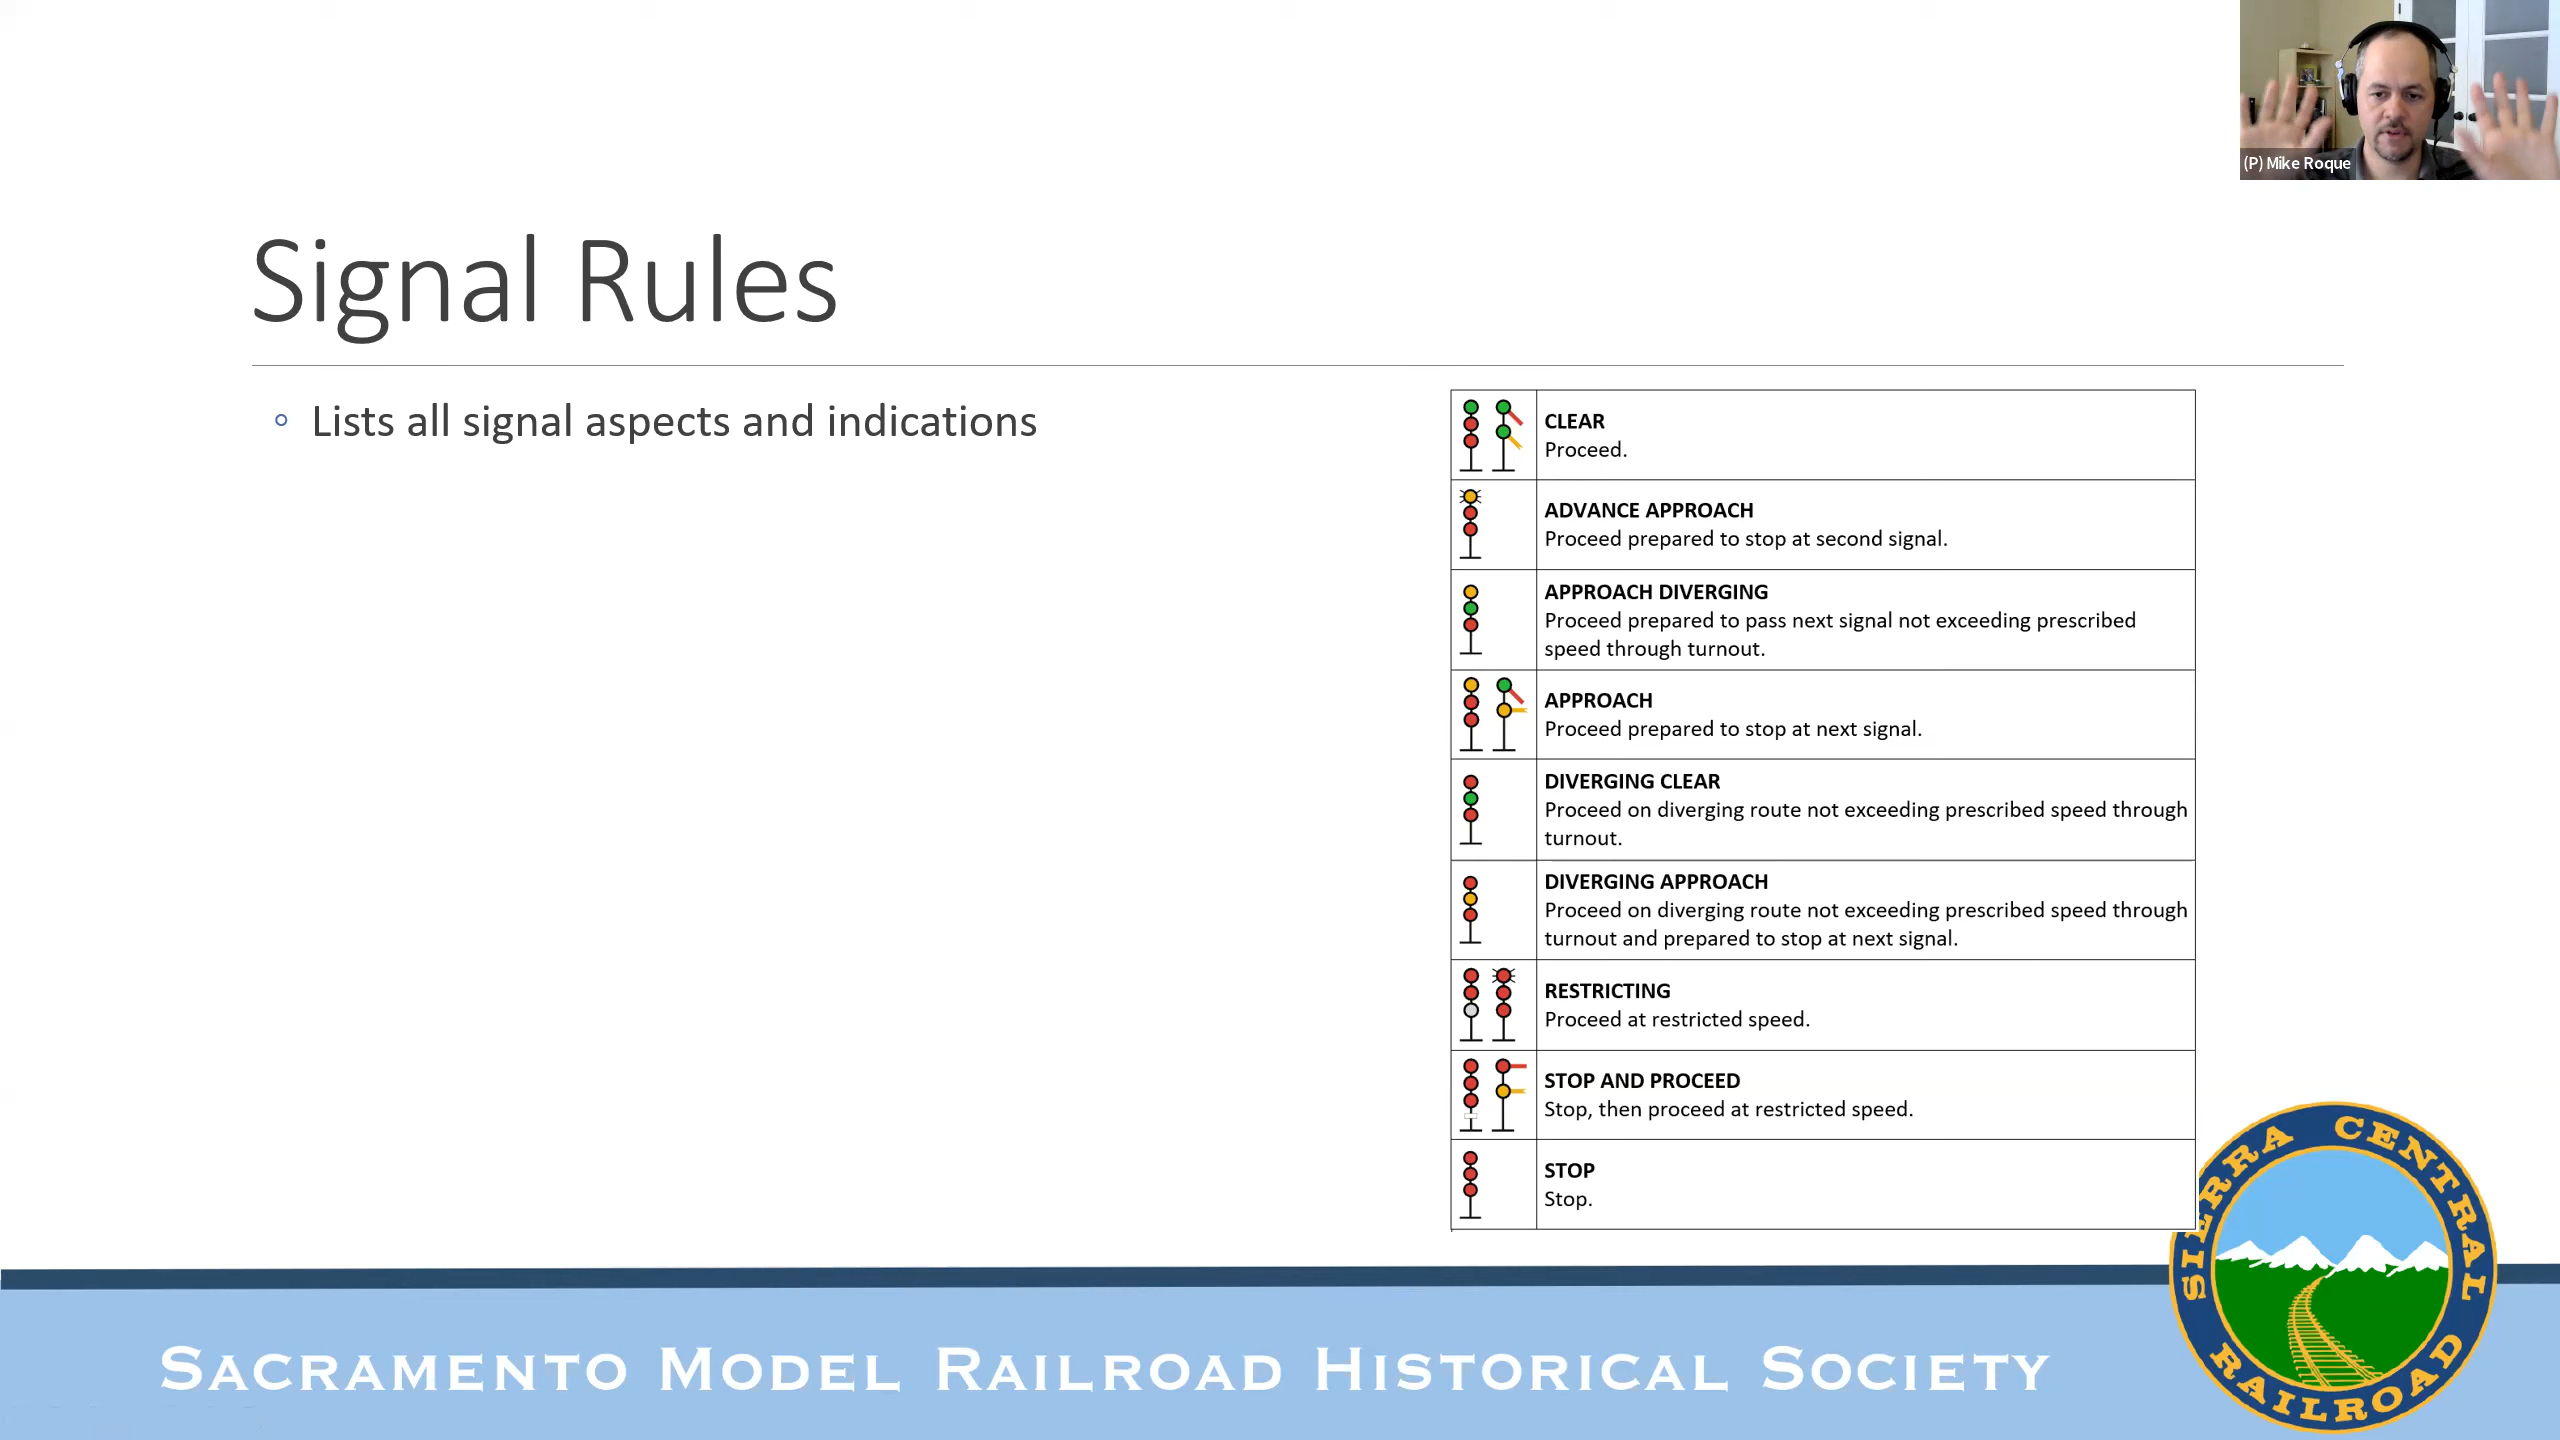 (P) Mike Roque
Signal Rules
Lists all signal aspects and indications
CLEAR
Proceed.
ADVANCE APPROACH
Proceed prepared to stop at second signal.
APPROACH DIVERGING
Proceed prepared to pass next signal not exceeding prescribed
speed through turnout.
APPROACH
Proceed prepared to stop at next signal.
DIVERGING CLEAR
Proceed on diverging route not exceeding prescribed speed through
turnout.
DIVERGING APPROACH
Proceed on diverging route not exceeding prescribed speed through
turnout and prepared to stop at next signal.
RESTRICTING
Proceed at restricted speed.
STOP AND PROCEED
Stop, then proceed at restricted speed.
STOP
Stop.
SIERRA CENTRAL
RAILROAD
SACRAMENTO MODEL RAILROAD HISTORICAL SOCIETY